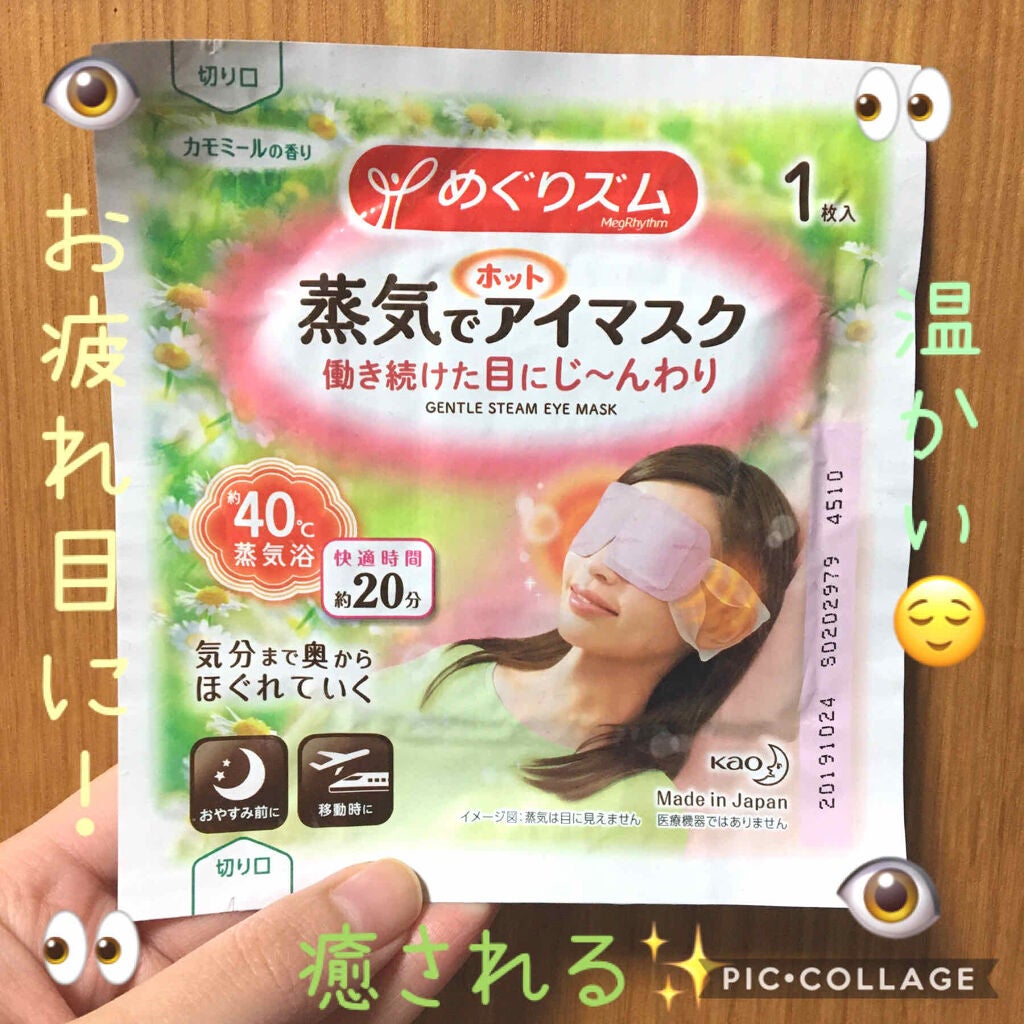 切り口
カモミールの香り
めぐりズム
MegRhythm
1枚入
ホット
蒸気でアイマスク
働き続けた目にじ～んわり
GENTLE STEAM EYE MASK
約40℃
蒸気浴
快適時間
約20分
気分まで奥から
ほぐれていく
おやすみ前に
移動時に
Kao
Made in Japan
イメージ図:蒸気は目に見えません 医療機器ではありません
20191024 S0202979 4510
切り口
お疲れ目に!
温かい
癒される
PIC•COLLAGE